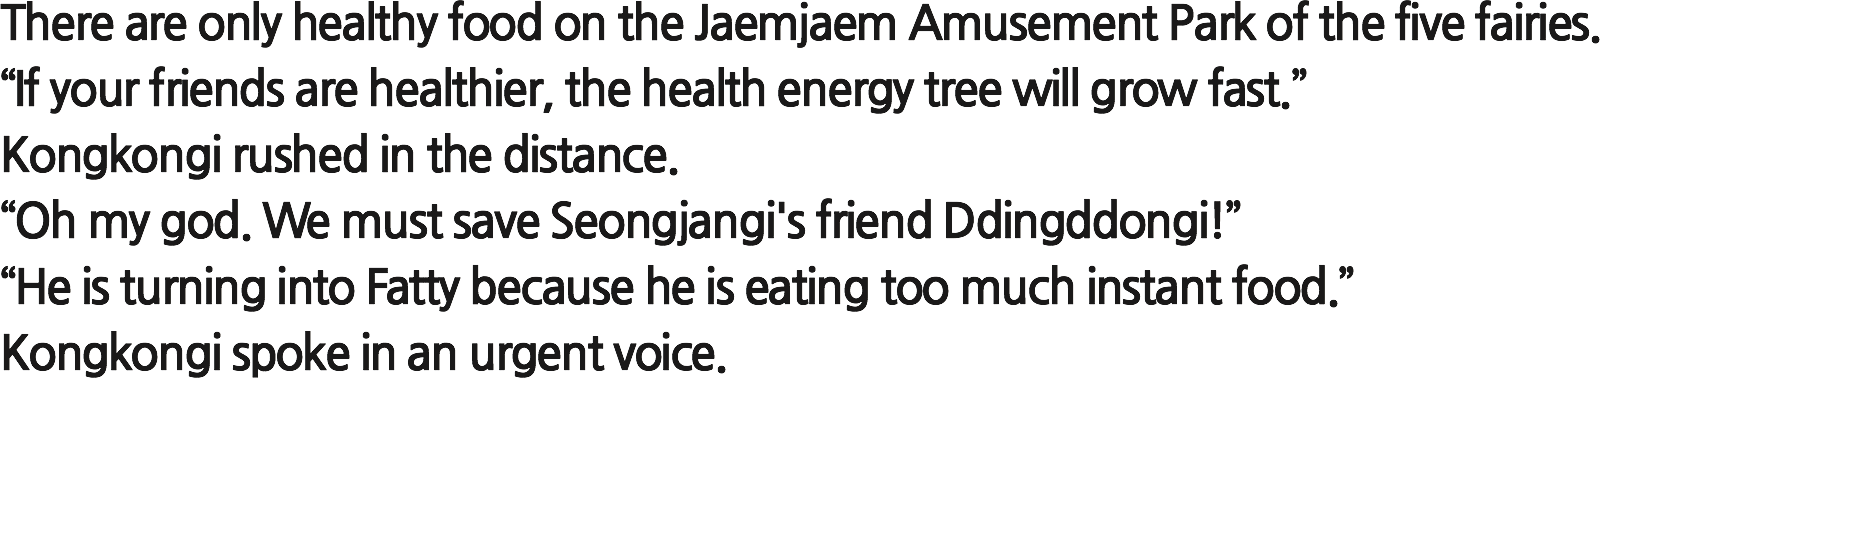 There are only healthy food on the Jaemjaem Amusement Park of the five fairies.
“If your friends are healthier, the health energy tree will grow fast.”
Kongkongi rushed in the distance.
“Oh my god. We must save Seongjangi's friend Ddingddongi!”
“He is turning into Fatty because he is eating too much instant food.”
Kongkongi spoke in an urgent voice.